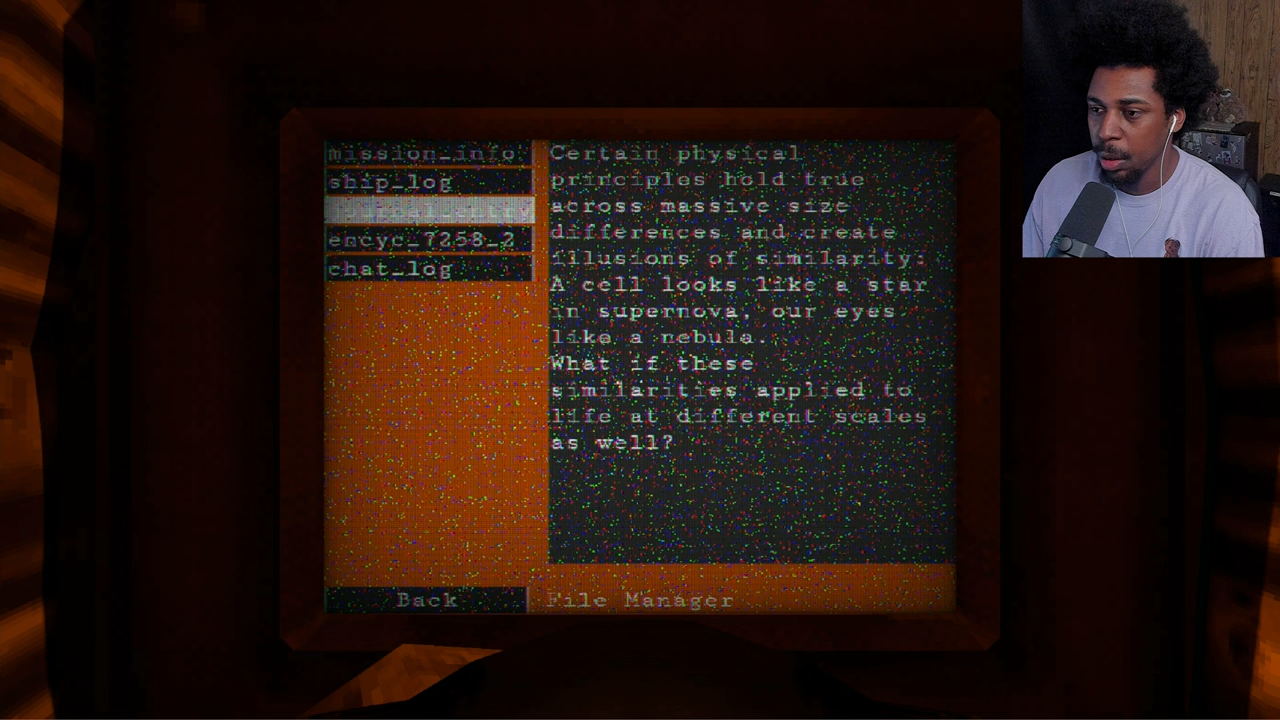 mission_info
ship_log
encyc_7258_2
chat_log
Certain physical
principles hold true
across massive size
differences and create
illusions of similarity:
A cell looks like a star
in supernova, our eyes
like a nebula.
What if these
similarities applied to
life at different scales
as well?
Back
File Manager